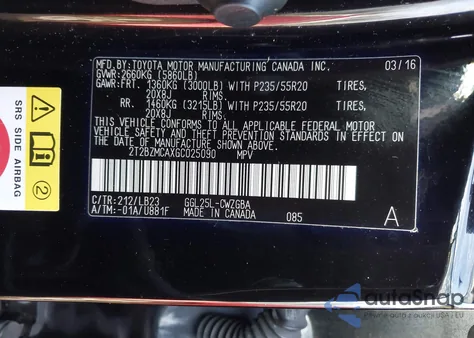 MFD. BY: TOYOTA MOTOR MANUFACTURING CANADA INC. 03/16
GVWR: 2660KG (5860LB)
GAWR: FRT. 1360KG (3000LB) WITH P235/55R20 TIRES,
20X8J RIMS
RR. 1460KG (3215LB) WITH P235/55R20 TIRES,
20X8J RIMS
THIS VEHICLE CONFORMS TO ALL APPLICABLE FEDERAL MOTOR VEHICLE
SAFETY STANDARDS IN EFFECT ON THE DATE OF MANUFACTURE SHOWN ABOVE.
2T2BZMCAXGC025090 MPV
C/TR: 212/LB23 GGL25L-CWZGBA
A/TM: -01A/U881F MADE IN CANADA 085 A
SRS SIDE AIRBAG
2
autoSnap